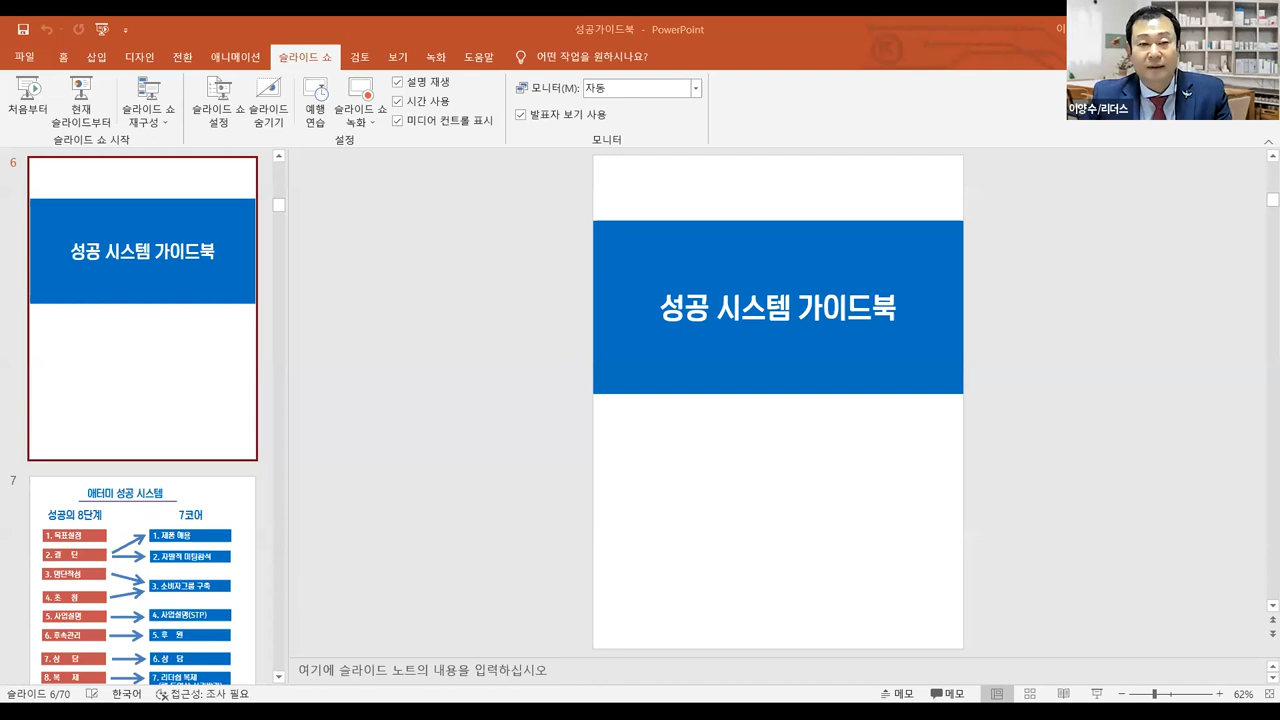 성공가이드북 - PowerPoint
이
파일 홈 삽입 디자인 전환 애니메이션 슬라이드 쇼 검토 보기 녹화 도움말 어떤 작업을 원하시나요?
처음부터
현재
슬라이드부터
슬라이드 쇼
재구성
슬라이드 쇼 시작
슬라이드 쇼
설정
슬라이드
숨기기
예행
연습
슬라이드 쇼
녹화
설명 재생
시간 사용
미디어 컨트롤 표시
설정
모니터(M): 자동
발표자 보기 사용
모니터
이양수/리더스
6
성공 시스템 가이드북
7
애터미 성공 시스템
성공의 8단계 7코어
1. 목표설정 1. 제품 애용
2. 결 단 2. 자발적 미팅참석
3. 명단작성
3. 소비자그룹 구축
4. 초 청
5. 사업설명 4. 사업설명(STP)
6. 후속관리 5. 후 원
7. 상 담 6. 상 담
8. 복 제 7. 리더쉽 복제
성공 시스템 가이드북
여기에 슬라이드 노트의 내용을 입력하십시오
슬라이드 6/70 한국어 접근성: 조사 필요 메모 메모 62%